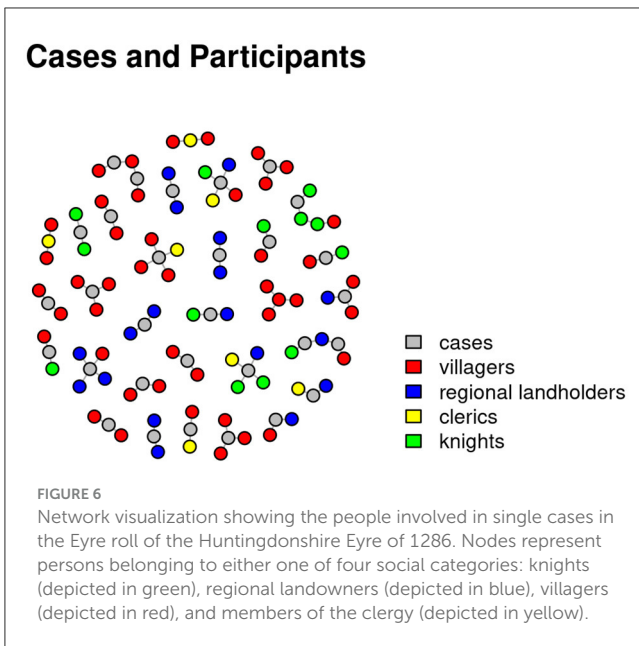 Cases and Participants
cases
villagers
regional landholders
clerics
knights
FIGURE 6
Network visualization showing the people involved in single cases in
the Eyre roll of the Huntingdonshire Eyre of 1286. Nodes represent
persons belonging to either one of four social categories: knights
(depicted in green), regional landowners (depicted in blue), villagers
(depicted in red), and members of the clergy (depicted in yellow).